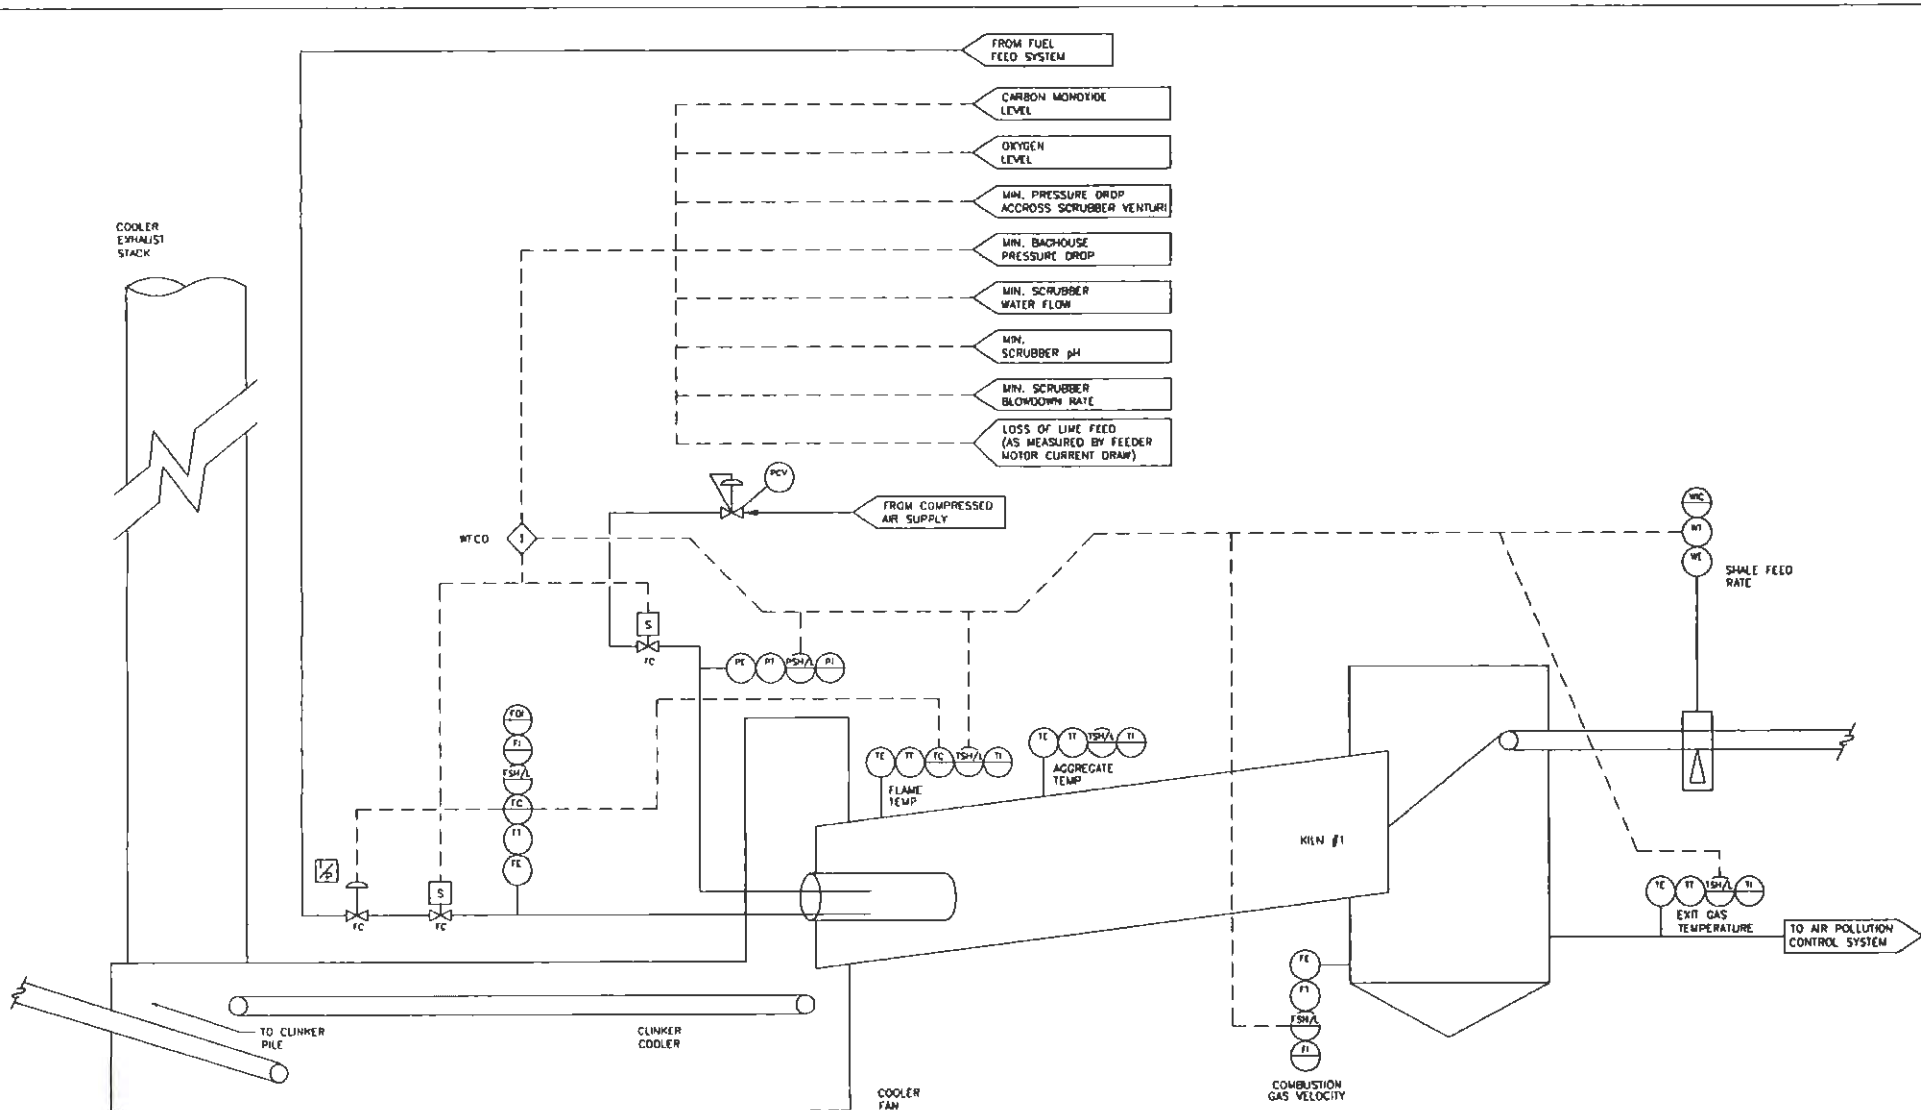 FROM FUEL
FEED SYSTEM
CARBON MONOXIDE
LEVEL
OXYGEN
LEVEL
MIN. PRESSURE DROP
ACCROSS SCRUBBER VENTURI
MIN. BAGHOUSE
PRESSURE DROP
MIN. SCRUBBER
WATER FLOW
MIN.
SCRUBBER pH
MIN. SCRUBBER
BLOWDOWN RATE
LOSS OF LIME FEED
(AS MEASURED BY FEEDER
MOTOR CURRENT DRAW)
COOLER
EXHAUST
STACK
PCV
FROM COMPRESSED
AIR SUPPLY
WFCO
1
WIC
WT
WE
SHALE FEED
RATE
S
FC
PE
PT
PSH/L
PI
FQI
FI
FSH/L
FC
FT
FE
TE
TT
TC
TSH/L
TI
FLAME
TEMP
TE
TT
TSH/L
TI
AGGREGATE
TEMP
KILN #1
I/P
FC
S
FC
TE
TT
TSH/L
TI
EXIT GAS
TEMPERATURE
TO AIR POLLUTION
CONTROL SYSTEM
FE
FT
FSH/L
FI
COMBUSTION
GAS VELOCITY
TO CLINKER
PILE
CLINKER
COOLER
COOLER
FAN